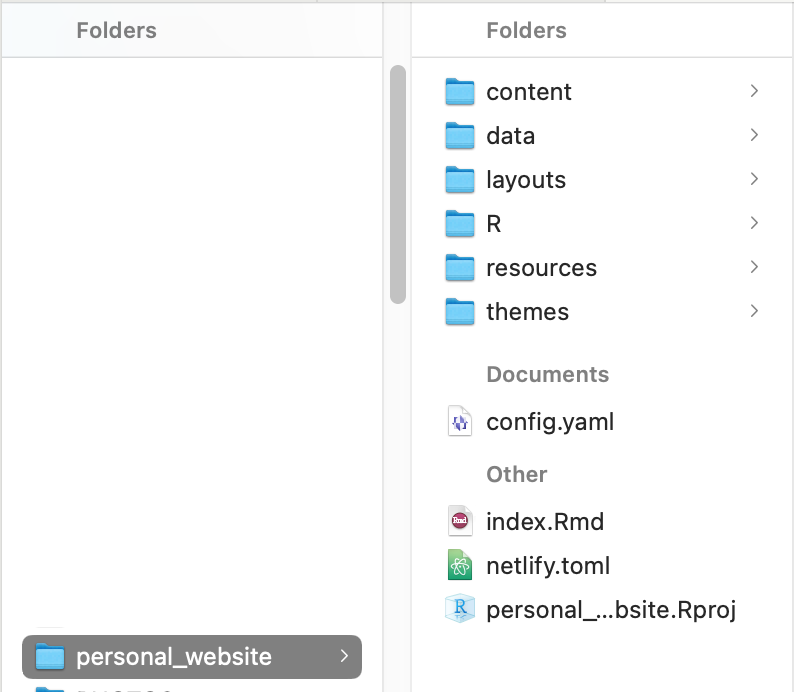 Folders
personal_website
Folders
content
data
layouts
R
resources
themes
Documents
config.yaml
Other
index.Rmd
netlify.toml
personal_...bsite.Rproj